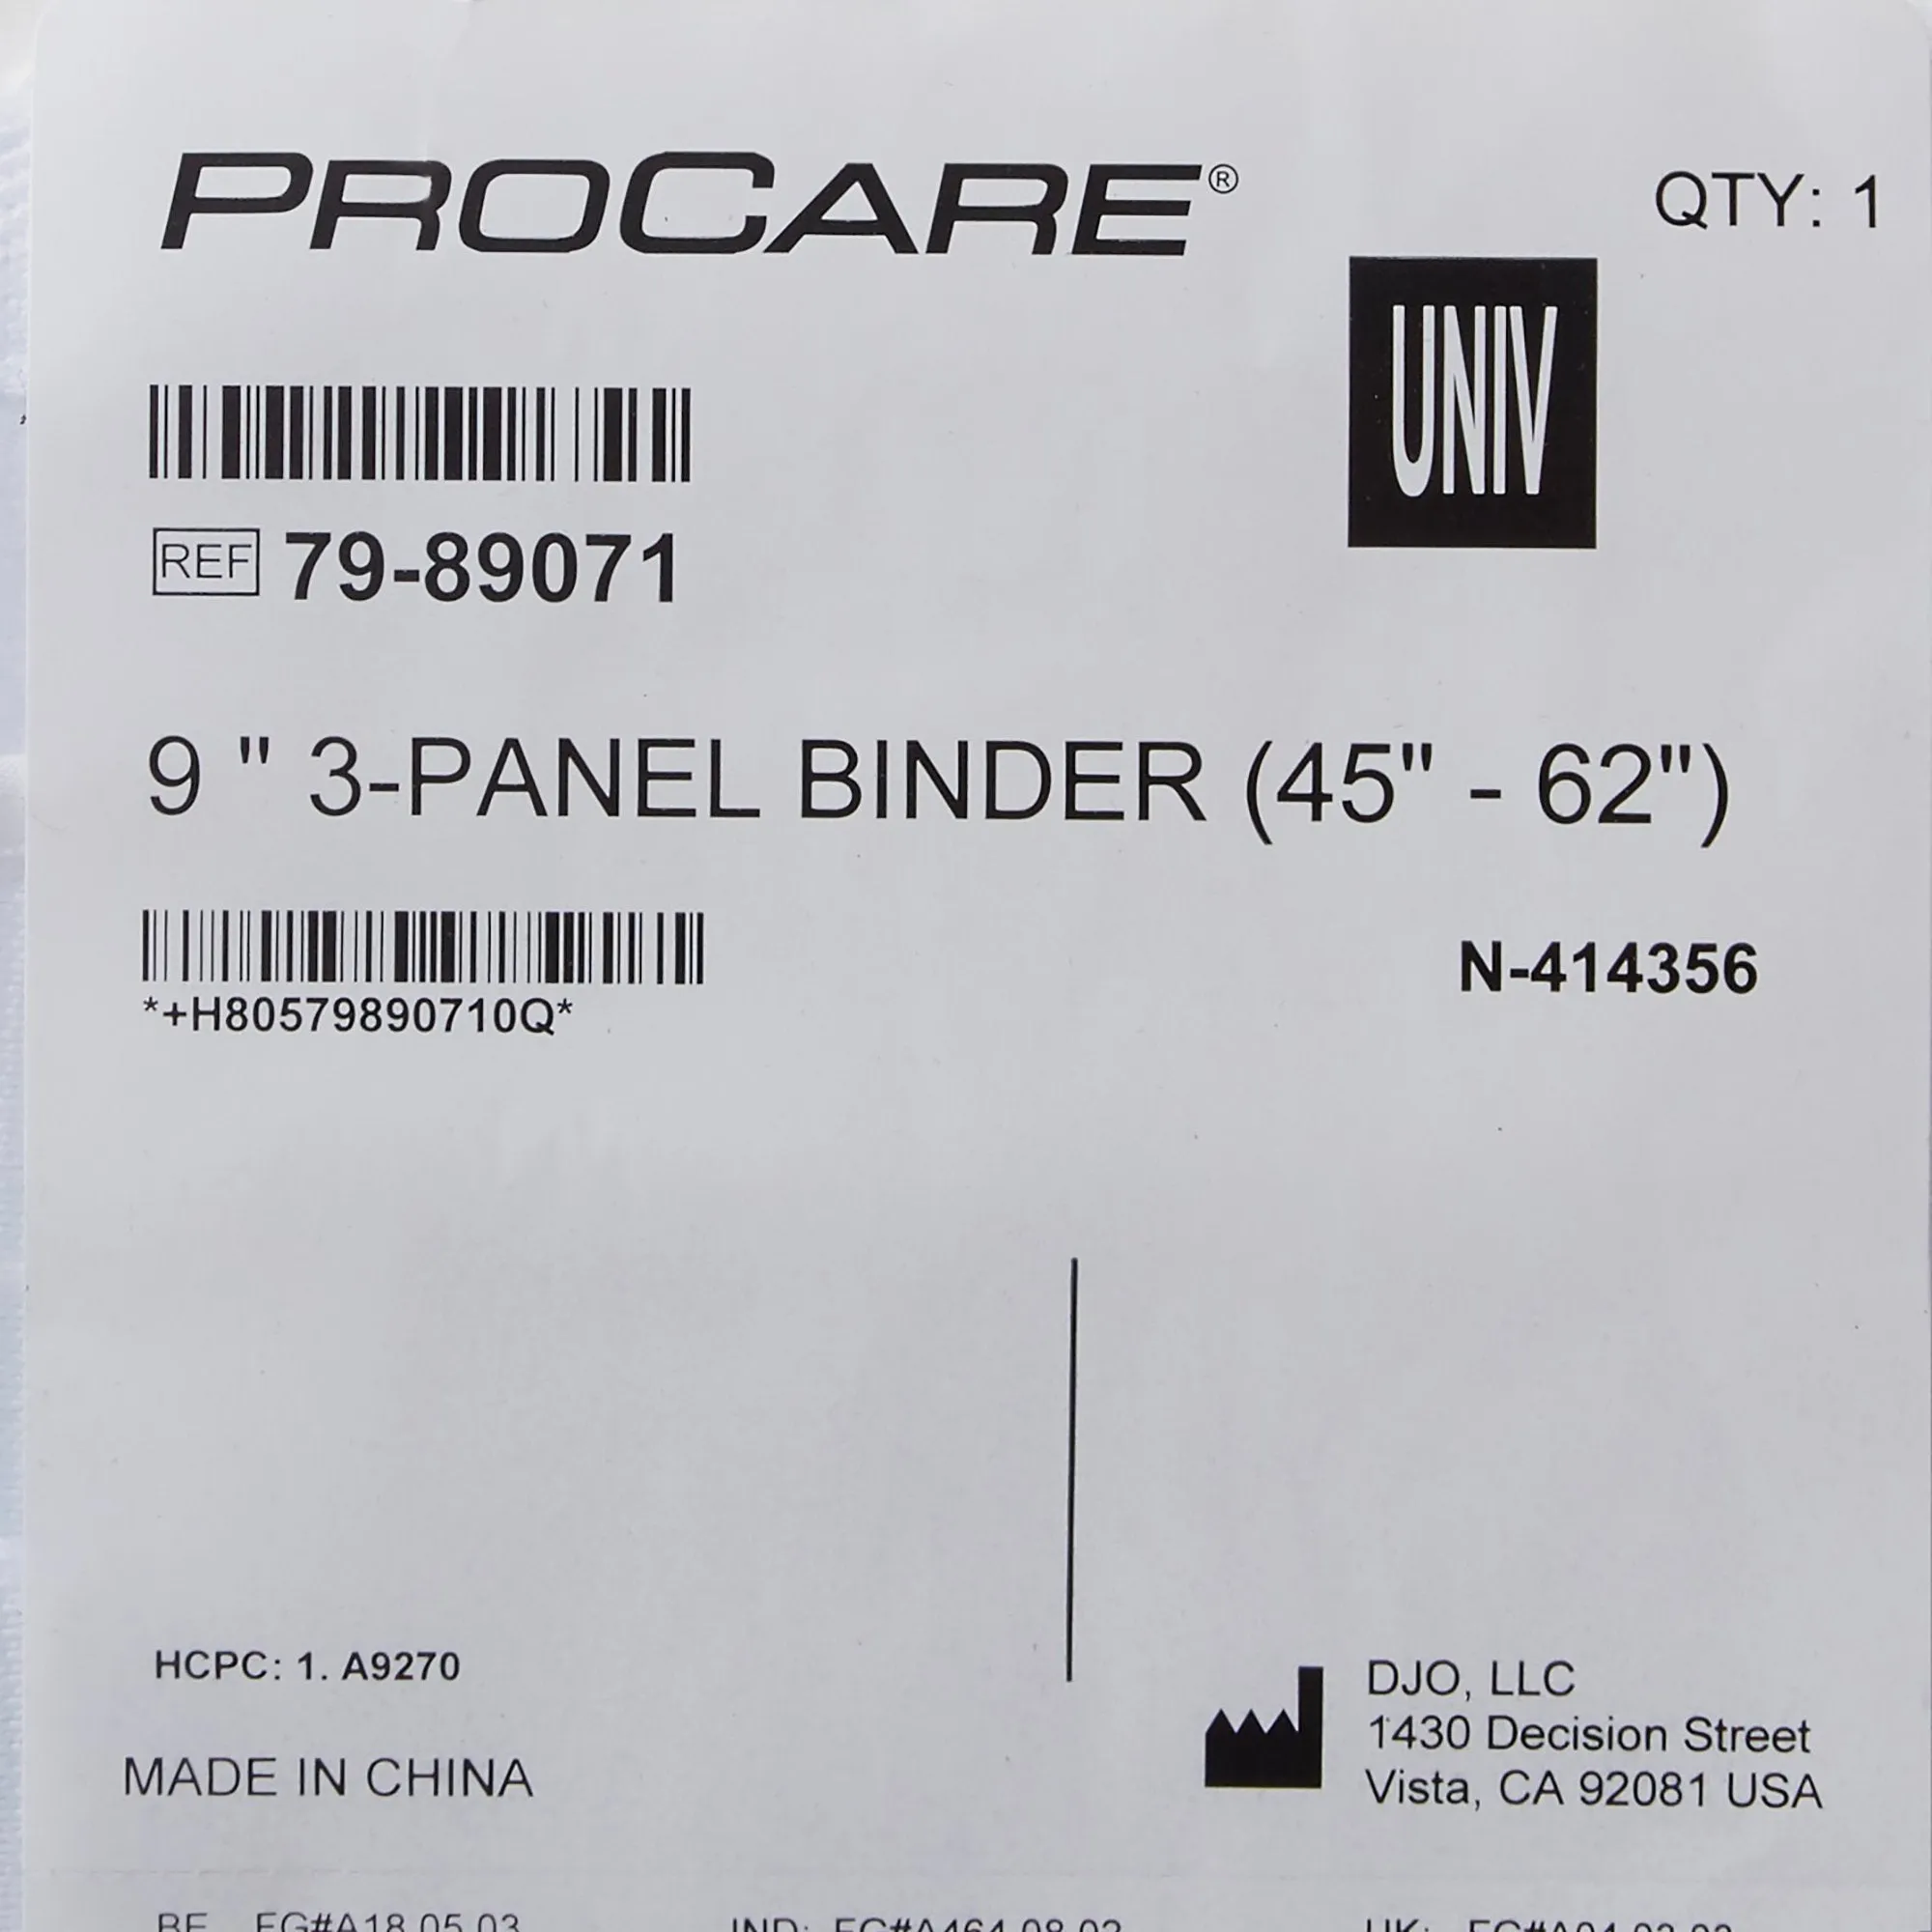 PROCARE®
QTY: 1
UNIV
REF 79-89071
9 " 3-PANEL BINDER (45" - 62")
*+H80579890710Q*
N-414356
HCPC: 1. A9270
MADE IN CHINA
DJO, LLC
1430 Decision Street
Vista, CA 92081 USA